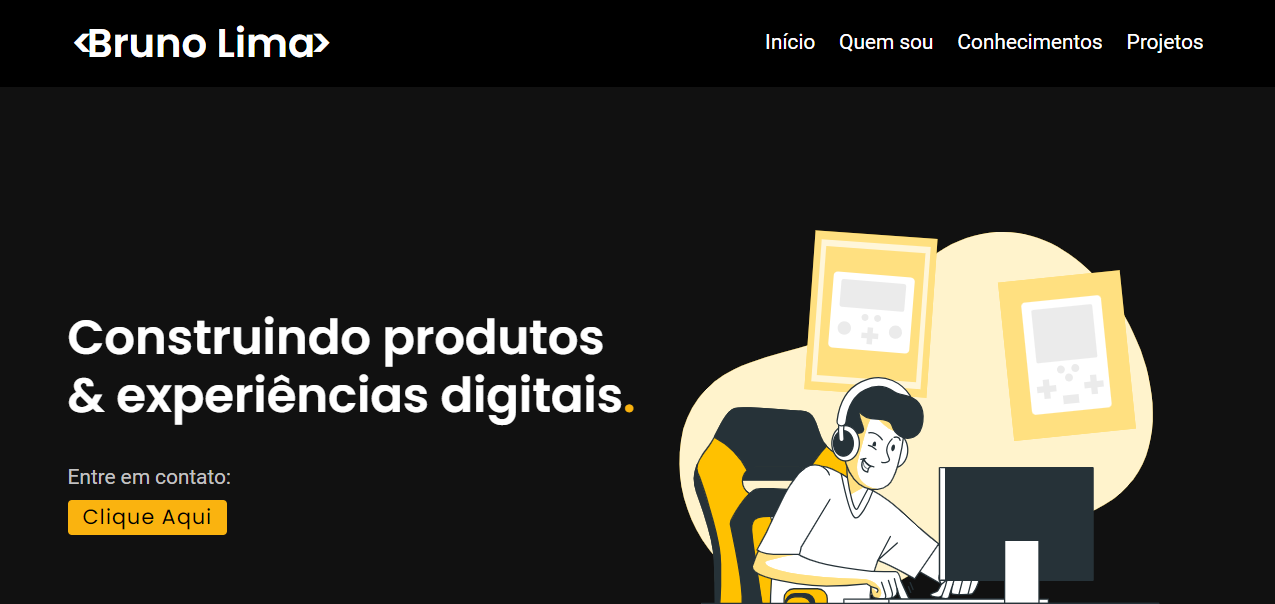 <Bruno Lima>
Início Quem sou Conhecimentos Projetos
Construindo produtos
& experiências digitais.
Entre em contato:
Clique Aqui